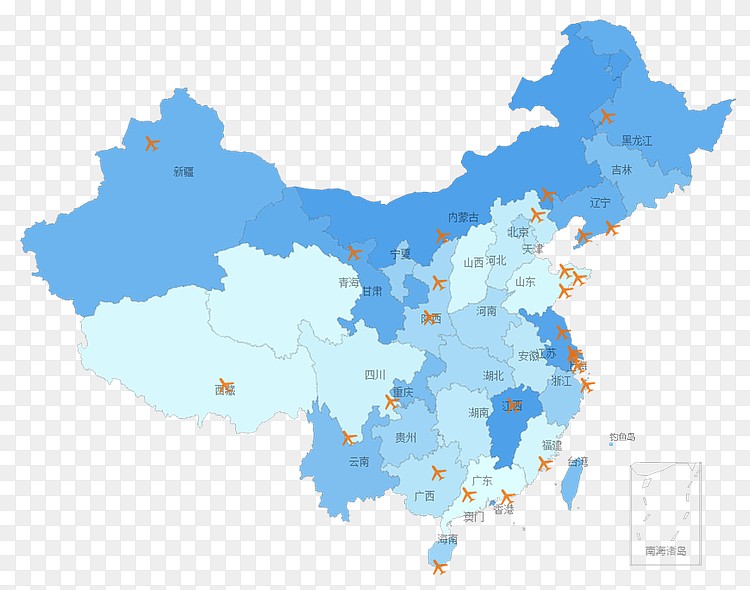 黑龙江
新疆
吉林
辽宁
内蒙古
北京
天津
宁夏
山西
河北
青海
甘肃
山东
陕西
河南
安徽
江苏
上海
四川
湖北
浙江
西藏
重庆
湖南
江西
贵州
钓鱼岛
福建
云南
台湾
广东
广西
香港
澳门
海南
南海诸岛